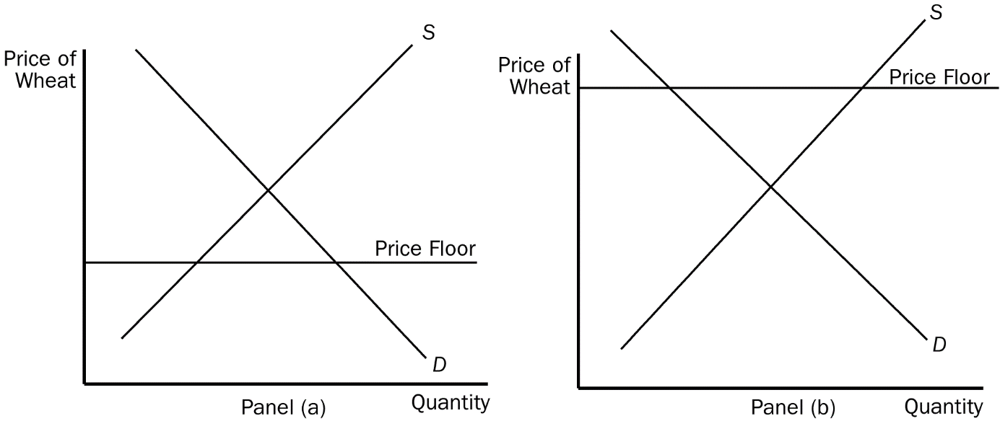 S
Price of
Wheat
Price Floor
D
Panel (a)
Quantity
S
Price of
Wheat
Price Floor
D
Panel (b)
Quantity